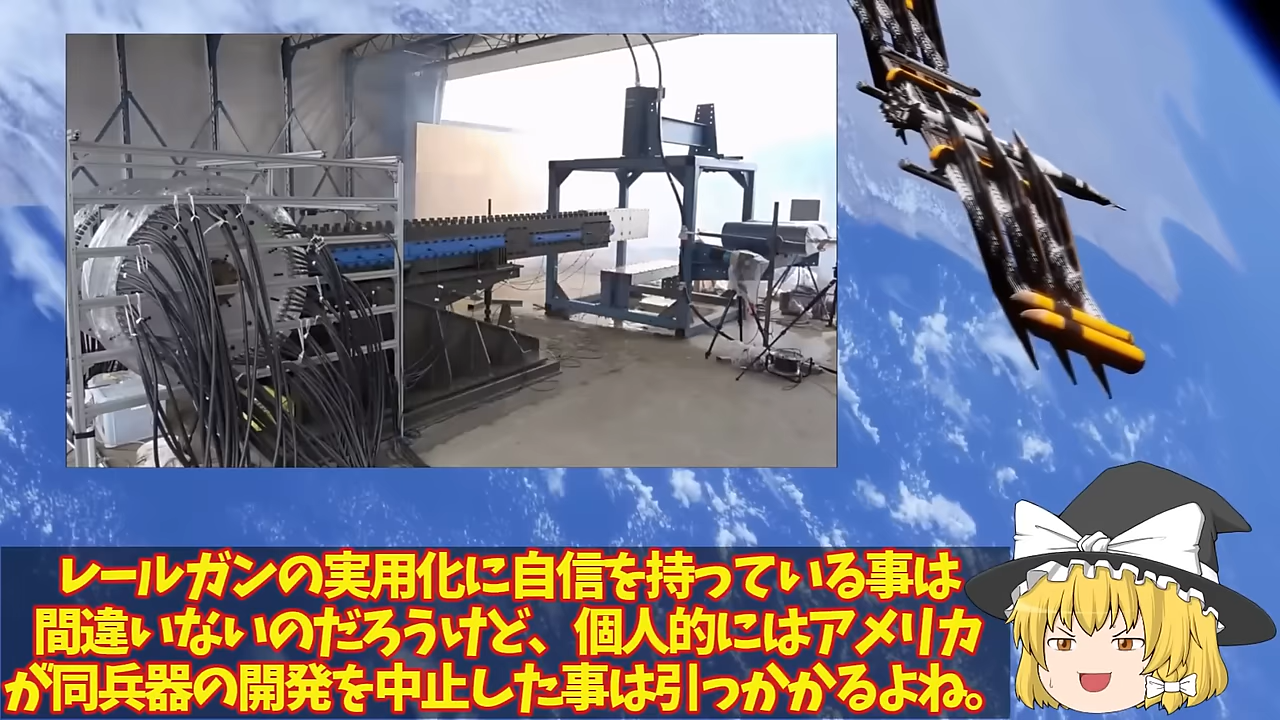 レールガンの実用化に自信を持っている事は
間違いないのだろうけど、個人的にはアメリカ
が同兵器の開発を中止した事は引っかかるよね。